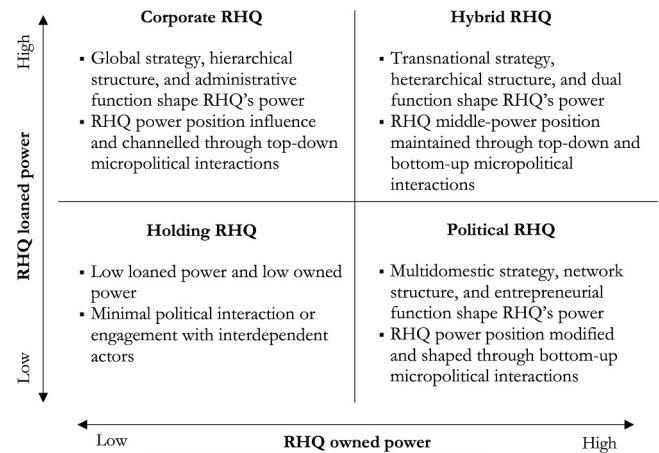 Corporate RHQ
▪ Global strategy, hierarchical
structure, and administrative
function shape RHQ's power
▪ RHQ power position influence
and channelled through top-down
micropolitical interactions
Hybrid RHQ
▪ Transnational strategy,
heterarchical structure, and dual
function shape RHQ's power
▪ RHQ middle-power position
maintained through top-down and
bottom-up micropolitical
interactions
Holding RHQ
▪ Low loaned power and low owned
power
▪ Minimal political interaction or
engagement with interdependent
actors
Political RHQ
▪ Multidomestic strategy, network
structure, and entrepreneurial
function shape RHQ's power
▪ RHQ power position modified
and shaped through bottom-up
micropolitical interactions
High
RHQ loaned power
Low
Low
RHQ owned power
High